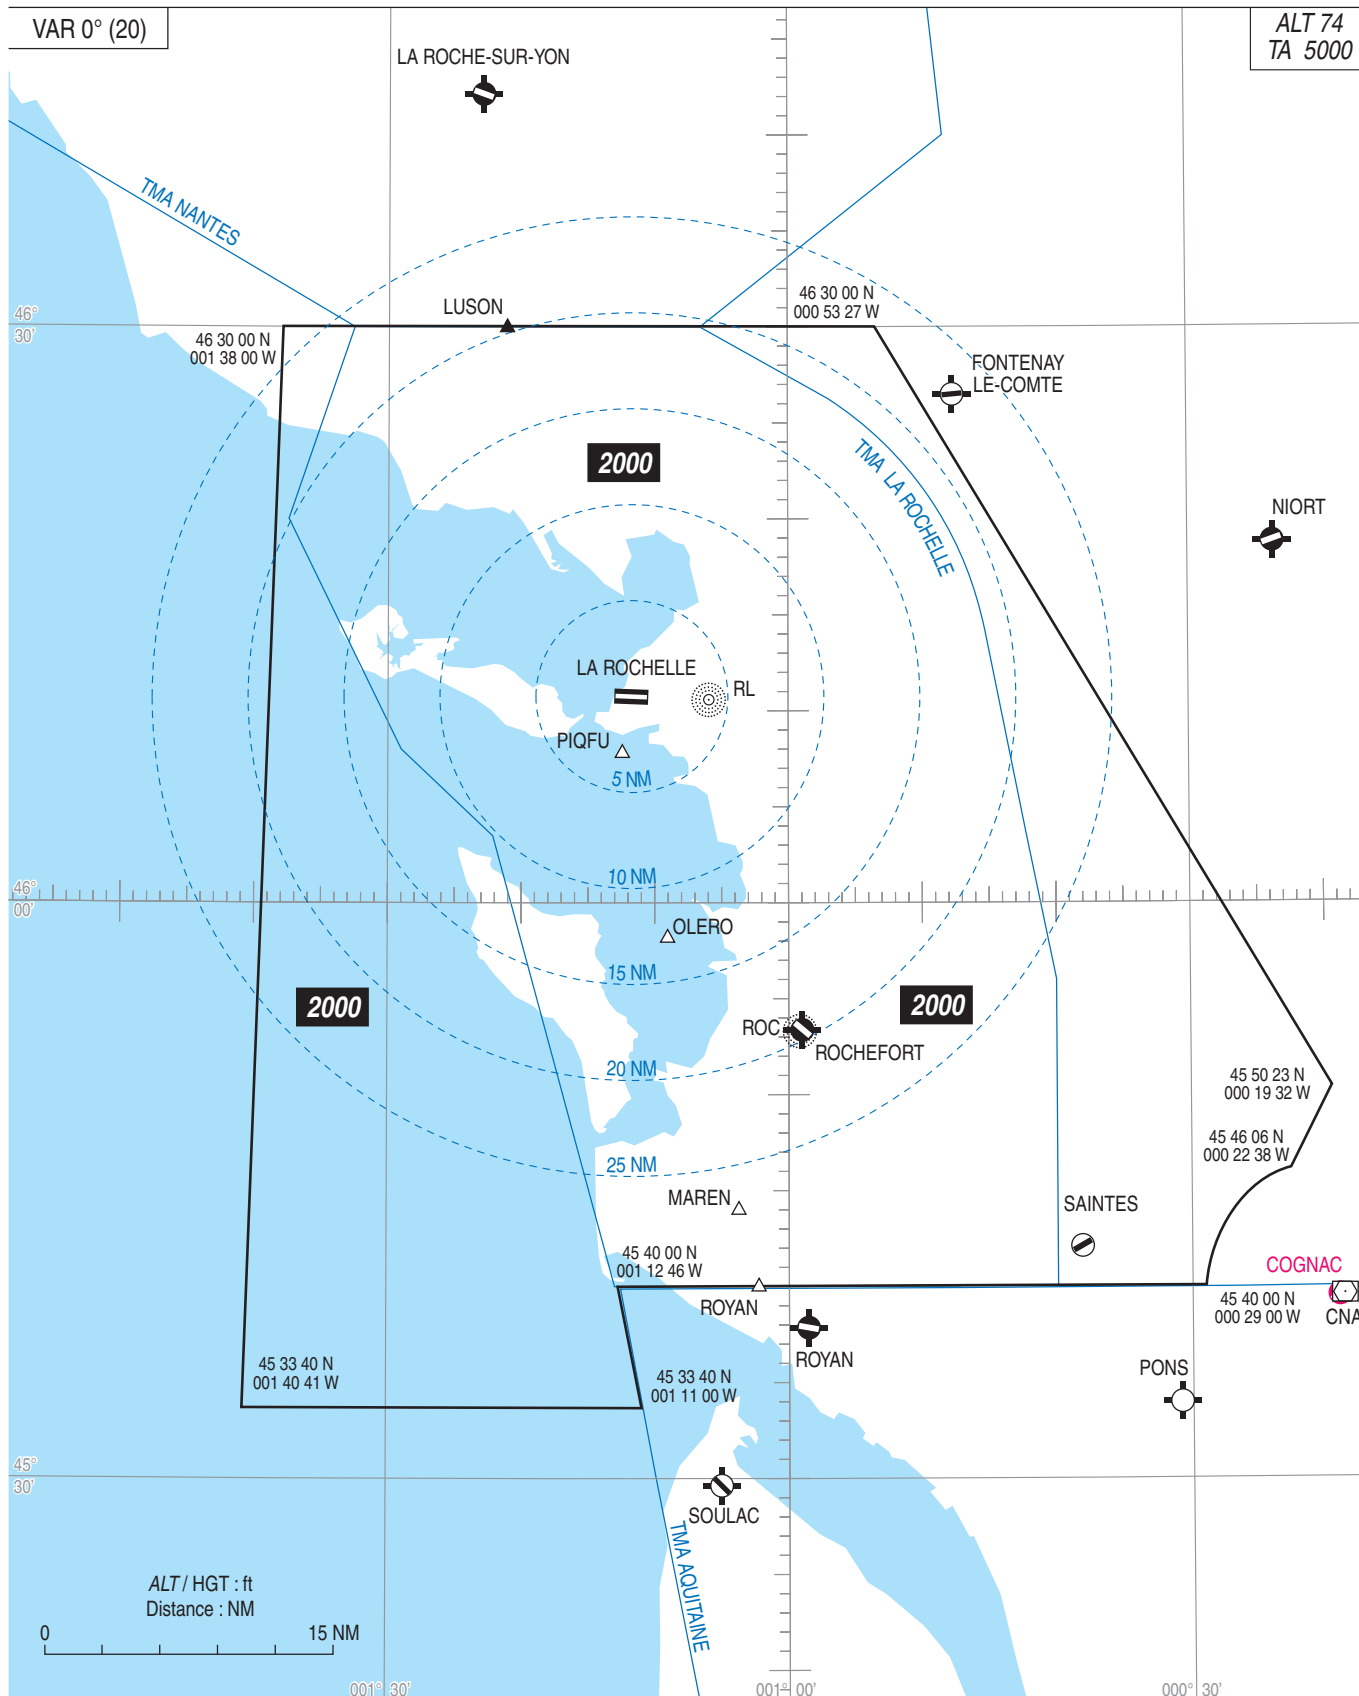 VAR 0° (20)
ALT 74
TA 5000
LA ROCHE-SUR-YON
TMA NANTES
46°
30'
LUSON
46 30 00 N
000 53 27 W
46 30 00 N
001 38 00 W
FONTENAY
LE-COMTE
2000
TMA LA ROCHELLE
NIORT
LA ROCHELLE
RL
PIQFU
5 NM
10 NM
46°
00'
OLERO
15 NM
2000
2000
ROC
ROCHEFORT
20 NM
45 50 23 N
000 19 32 W
45 46 06 N
000 22 38 W
25 NM
MAREN
SAINTES
45 40 00 N
001 12 46 W
COGNAC
ROYAN
45 40 00 N
000 29 00 W
CNA
45 33 40 N
001 40 41 W
45 33 40 N
001 11 00 W
ROYAN
PONS
45°
30'
SOULAC
TMA AQUITAINE
ALT / HGT : ft
Distance : NM
0
15 NM
001° 30'
001° 00'
000° 30'